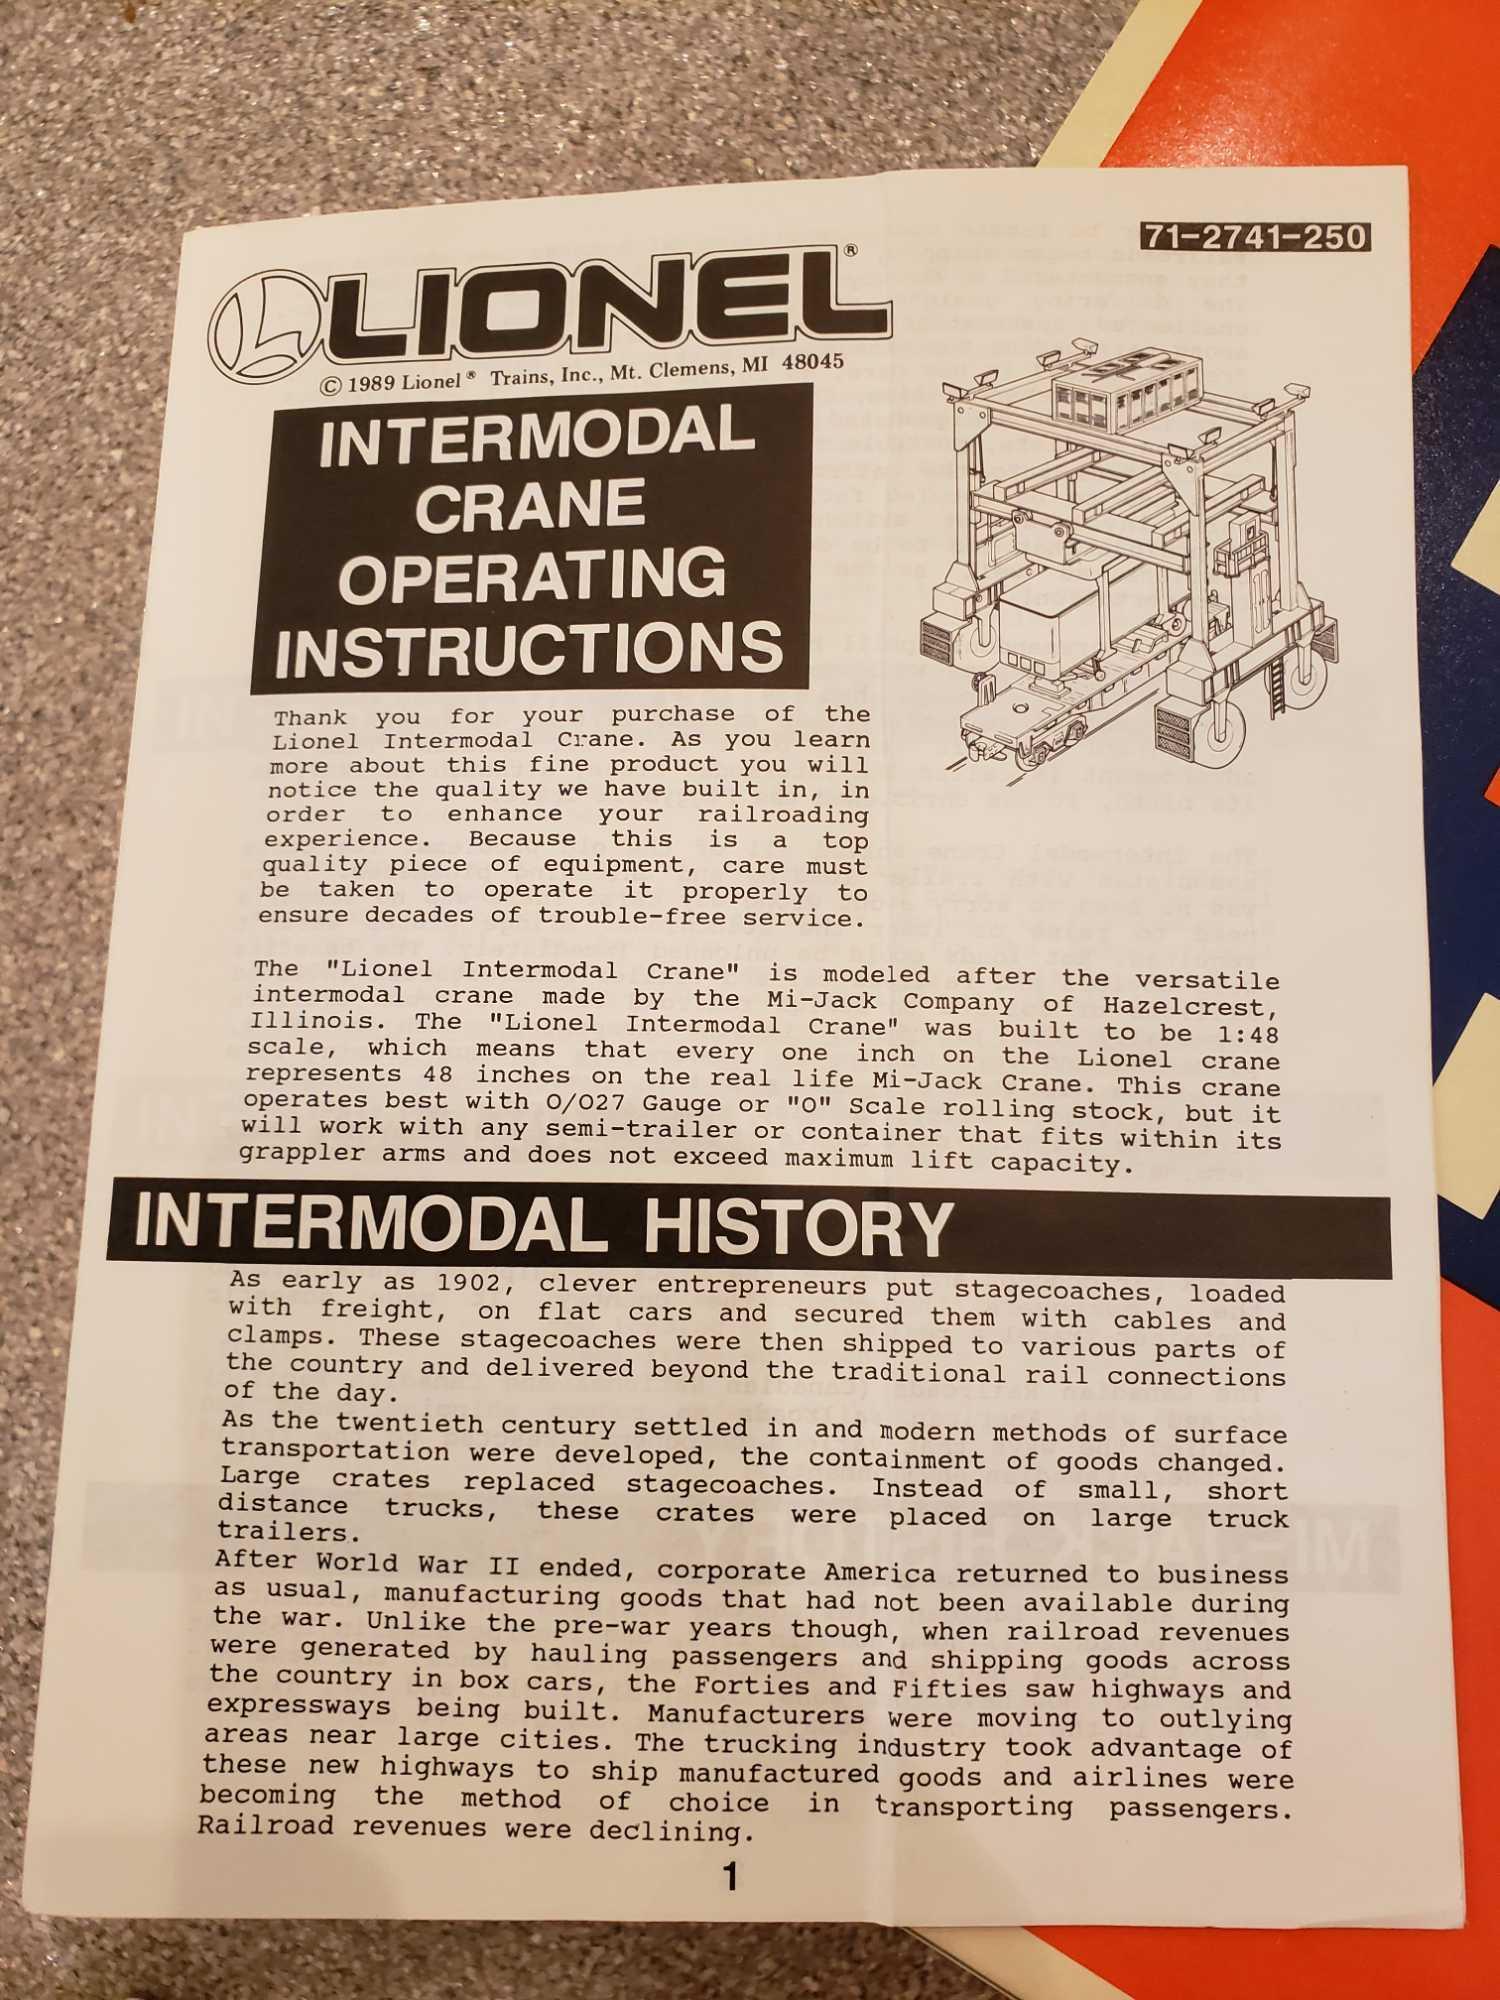 71-2741-250
LIONEL®
© 1989 Lionel® Trains, Inc., Mt. Clemens, MI 48045
INTERMODAL
CRANE
OPERATING
INSTRUCTIONS
Thank you for your purchase of the
Lionel Intermodal Crane. As you learn
more about this fine product you will
notice the quality we have built in, in
order to enhance your railroading
experience. Because this is a top
quality piece of equipment, care must
be taken to operate it properly to
ensure decades of trouble-free service.
The "Lionel Intermodal Crane" is modeled after the versatile
intermodal crane made by the Mi-Jack Company of Hazelcrest,
Illinois. The "Lionel Intermodal Crane" was built to be 1:48
scale, which means that every one inch on the Lionel crane
represents 48 inches on the real life Mi-Jack Crane. This crane
operates best with O/O27 Gauge or "O" Scale rolling stock, but it
will work with any semi-trailer or container that fits within its
grappler arms and does not exceed maximum lift capacity.
INTERMODAL HISTORY
As early as 1902, clever entrepreneurs put stagecoaches, loaded
with freight, on flat cars and secured them with cables and
clamps. These stagecoaches were then shipped to various parts of
the country and delivered beyond the traditional rail connections
of the day.
As the twentieth century settled in and modern methods of surface
transportation were developed, the containment of goods changed.
Large crates replaced stagecoaches. Instead of small, short
distance trucks, these crates were placed on large truck
trailers.
After World War II ended, corporate America returned to business
as usual, manufacturing goods that had not been available during
the war. Unlike the pre-war years though, when railroad revenues
were generated by hauling passengers and shipping goods across
the country in box cars, the Forties and Fifties saw highways and
expressways being built. Manufacturers were moving to outlying
areas near large cities. The trucking industry took advantage of
these new highways to ship manufactured goods and airlines were
becoming the method of choice in transporting passengers.
Railroad revenues were declining.
1